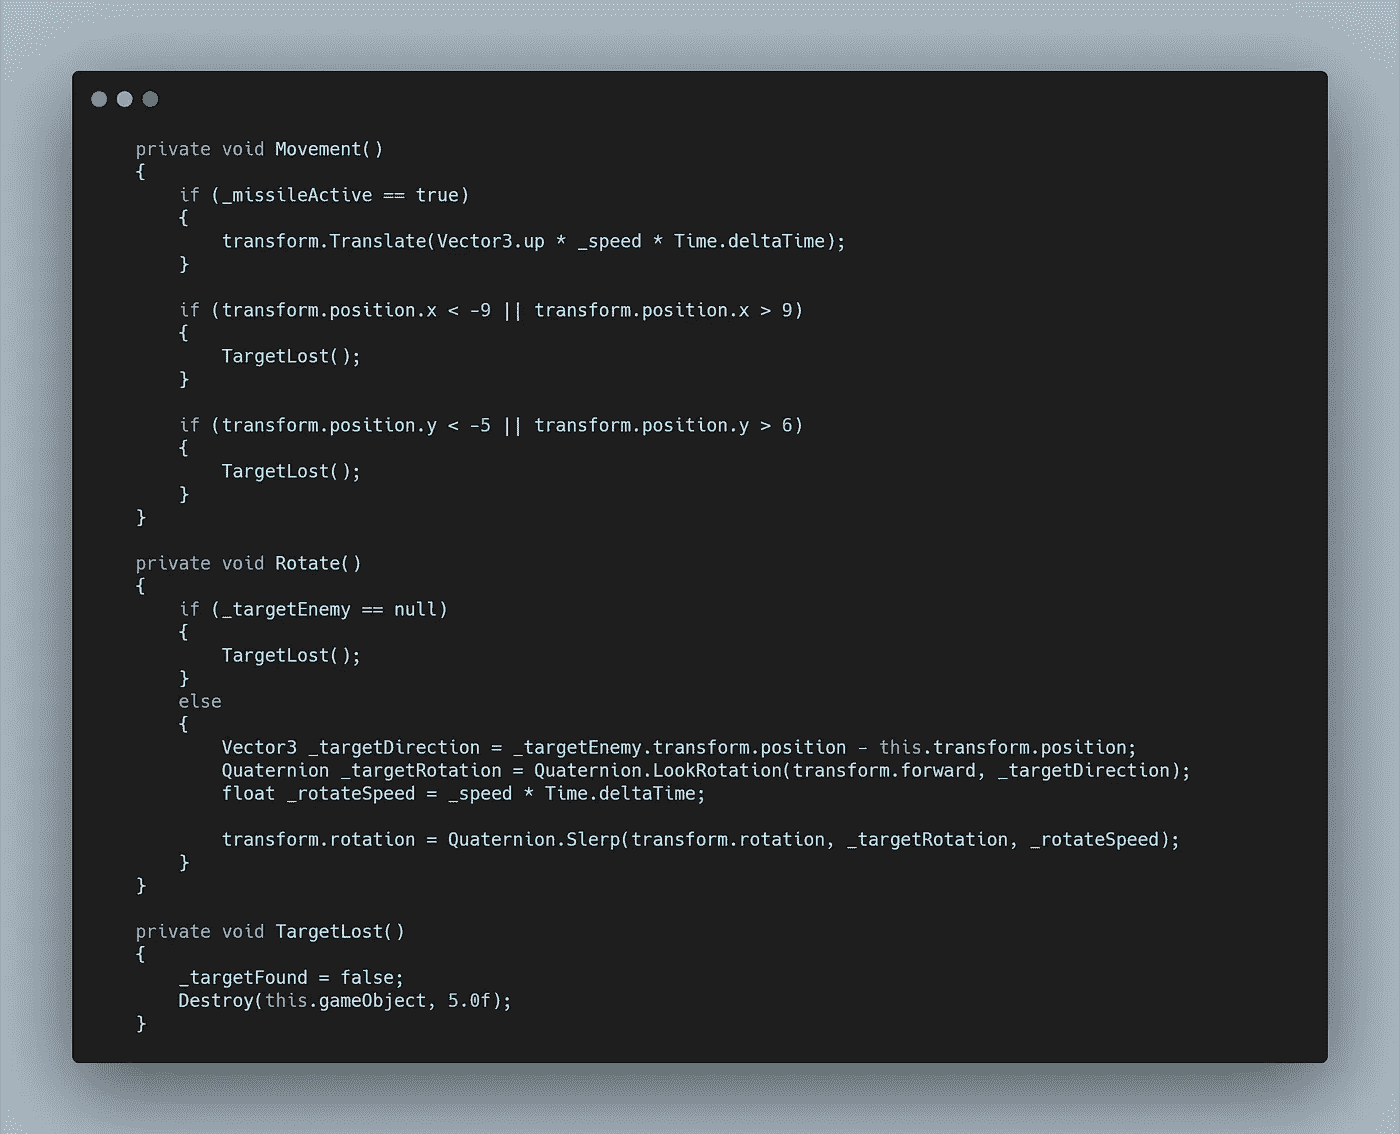 private void Movement()
{
    if (_missileActive == true)
    {
        transform.Translate(Vector3.up * _speed * Time.deltaTime);
    }

    if (transform.position.x < -9 || transform.position.x > 9)
    {
        TargetLost();
    }

    if (transform.position.y < -5 || transform.position.y > 6)
    {
        TargetLost();
    }
}

private void Rotate()
{
    if (_targetEnemy == null)
    {
        TargetLost();
    }
    else
    {
        Vector3 _targetDirection = _targetEnemy.transform.position - this.transform.position;
        Quaternion _targetRotation = Quaternion.LookRotation(transform.forward, _targetDirection);
        float _rotateSpeed = _speed * Time.deltaTime;

        transform.rotation = Quaternion.Slerp(transform.rotation, _targetRotation, _rotateSpeed);
    }
}

private void TargetLost()
{
    _targetFound = false;
    Destroy(this.gameObject, 5.0f);
}